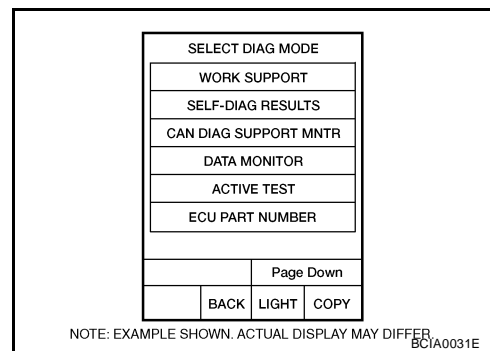 SELECT DIAG MODE
WORK SUPPORT
SELF-DIAG RESULTS
CAN DIAG SUPPORT MNTR
DATA MONITOR
ACTIVE TEST
ECU PART NUMBER
Page Down
BACK LIGHT COPY
NOTE: EXAMPLE SHOWN. ACTUAL DISPLAY MAY DIFFER.
BCIA0031E